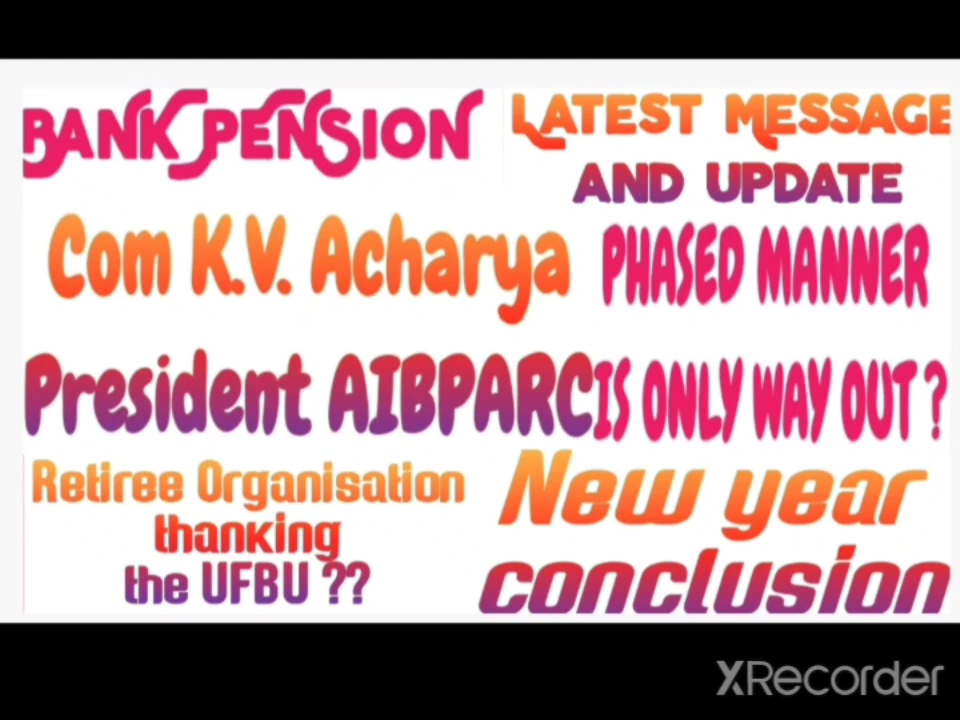 BANK PENSION
LATEST MESSAGE
AND UPDATE
Com K.V. Acharya
PHASED MANNER
President AIBPARC
IS ONLY WAY OUT ?
Retiree Organisation
thanking
the UFBU ??
New year
conclusion
XRecorder